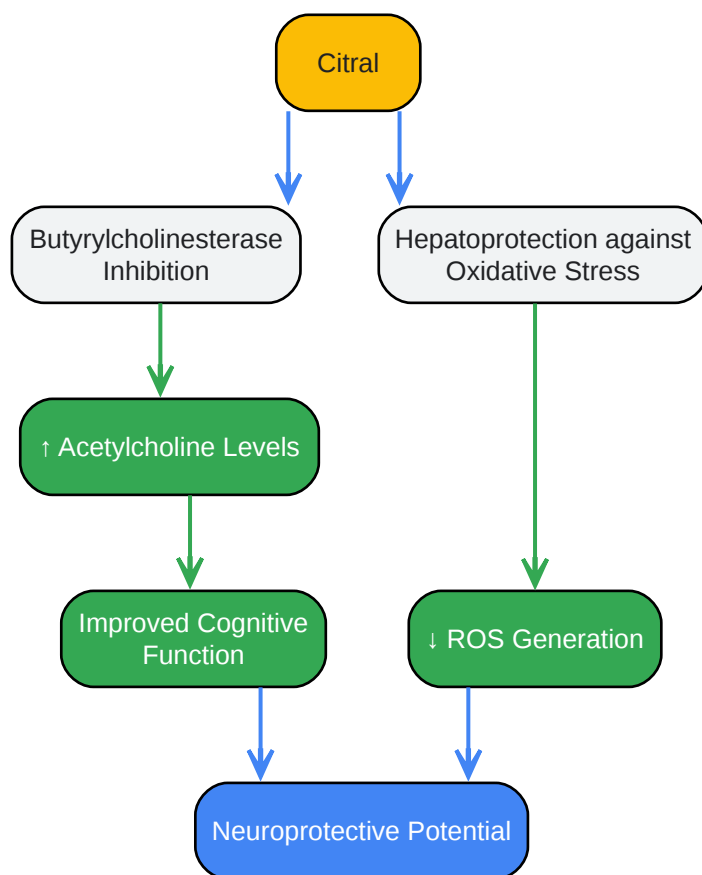 Citral
Butyrylcholinesterase
Inhibition
Hepatoprotection against
Oxidative Stress
↑ Acetylcholine Levels
Improved Cognitive
Function
↓ ROS Generation
Neuroprotective Potential